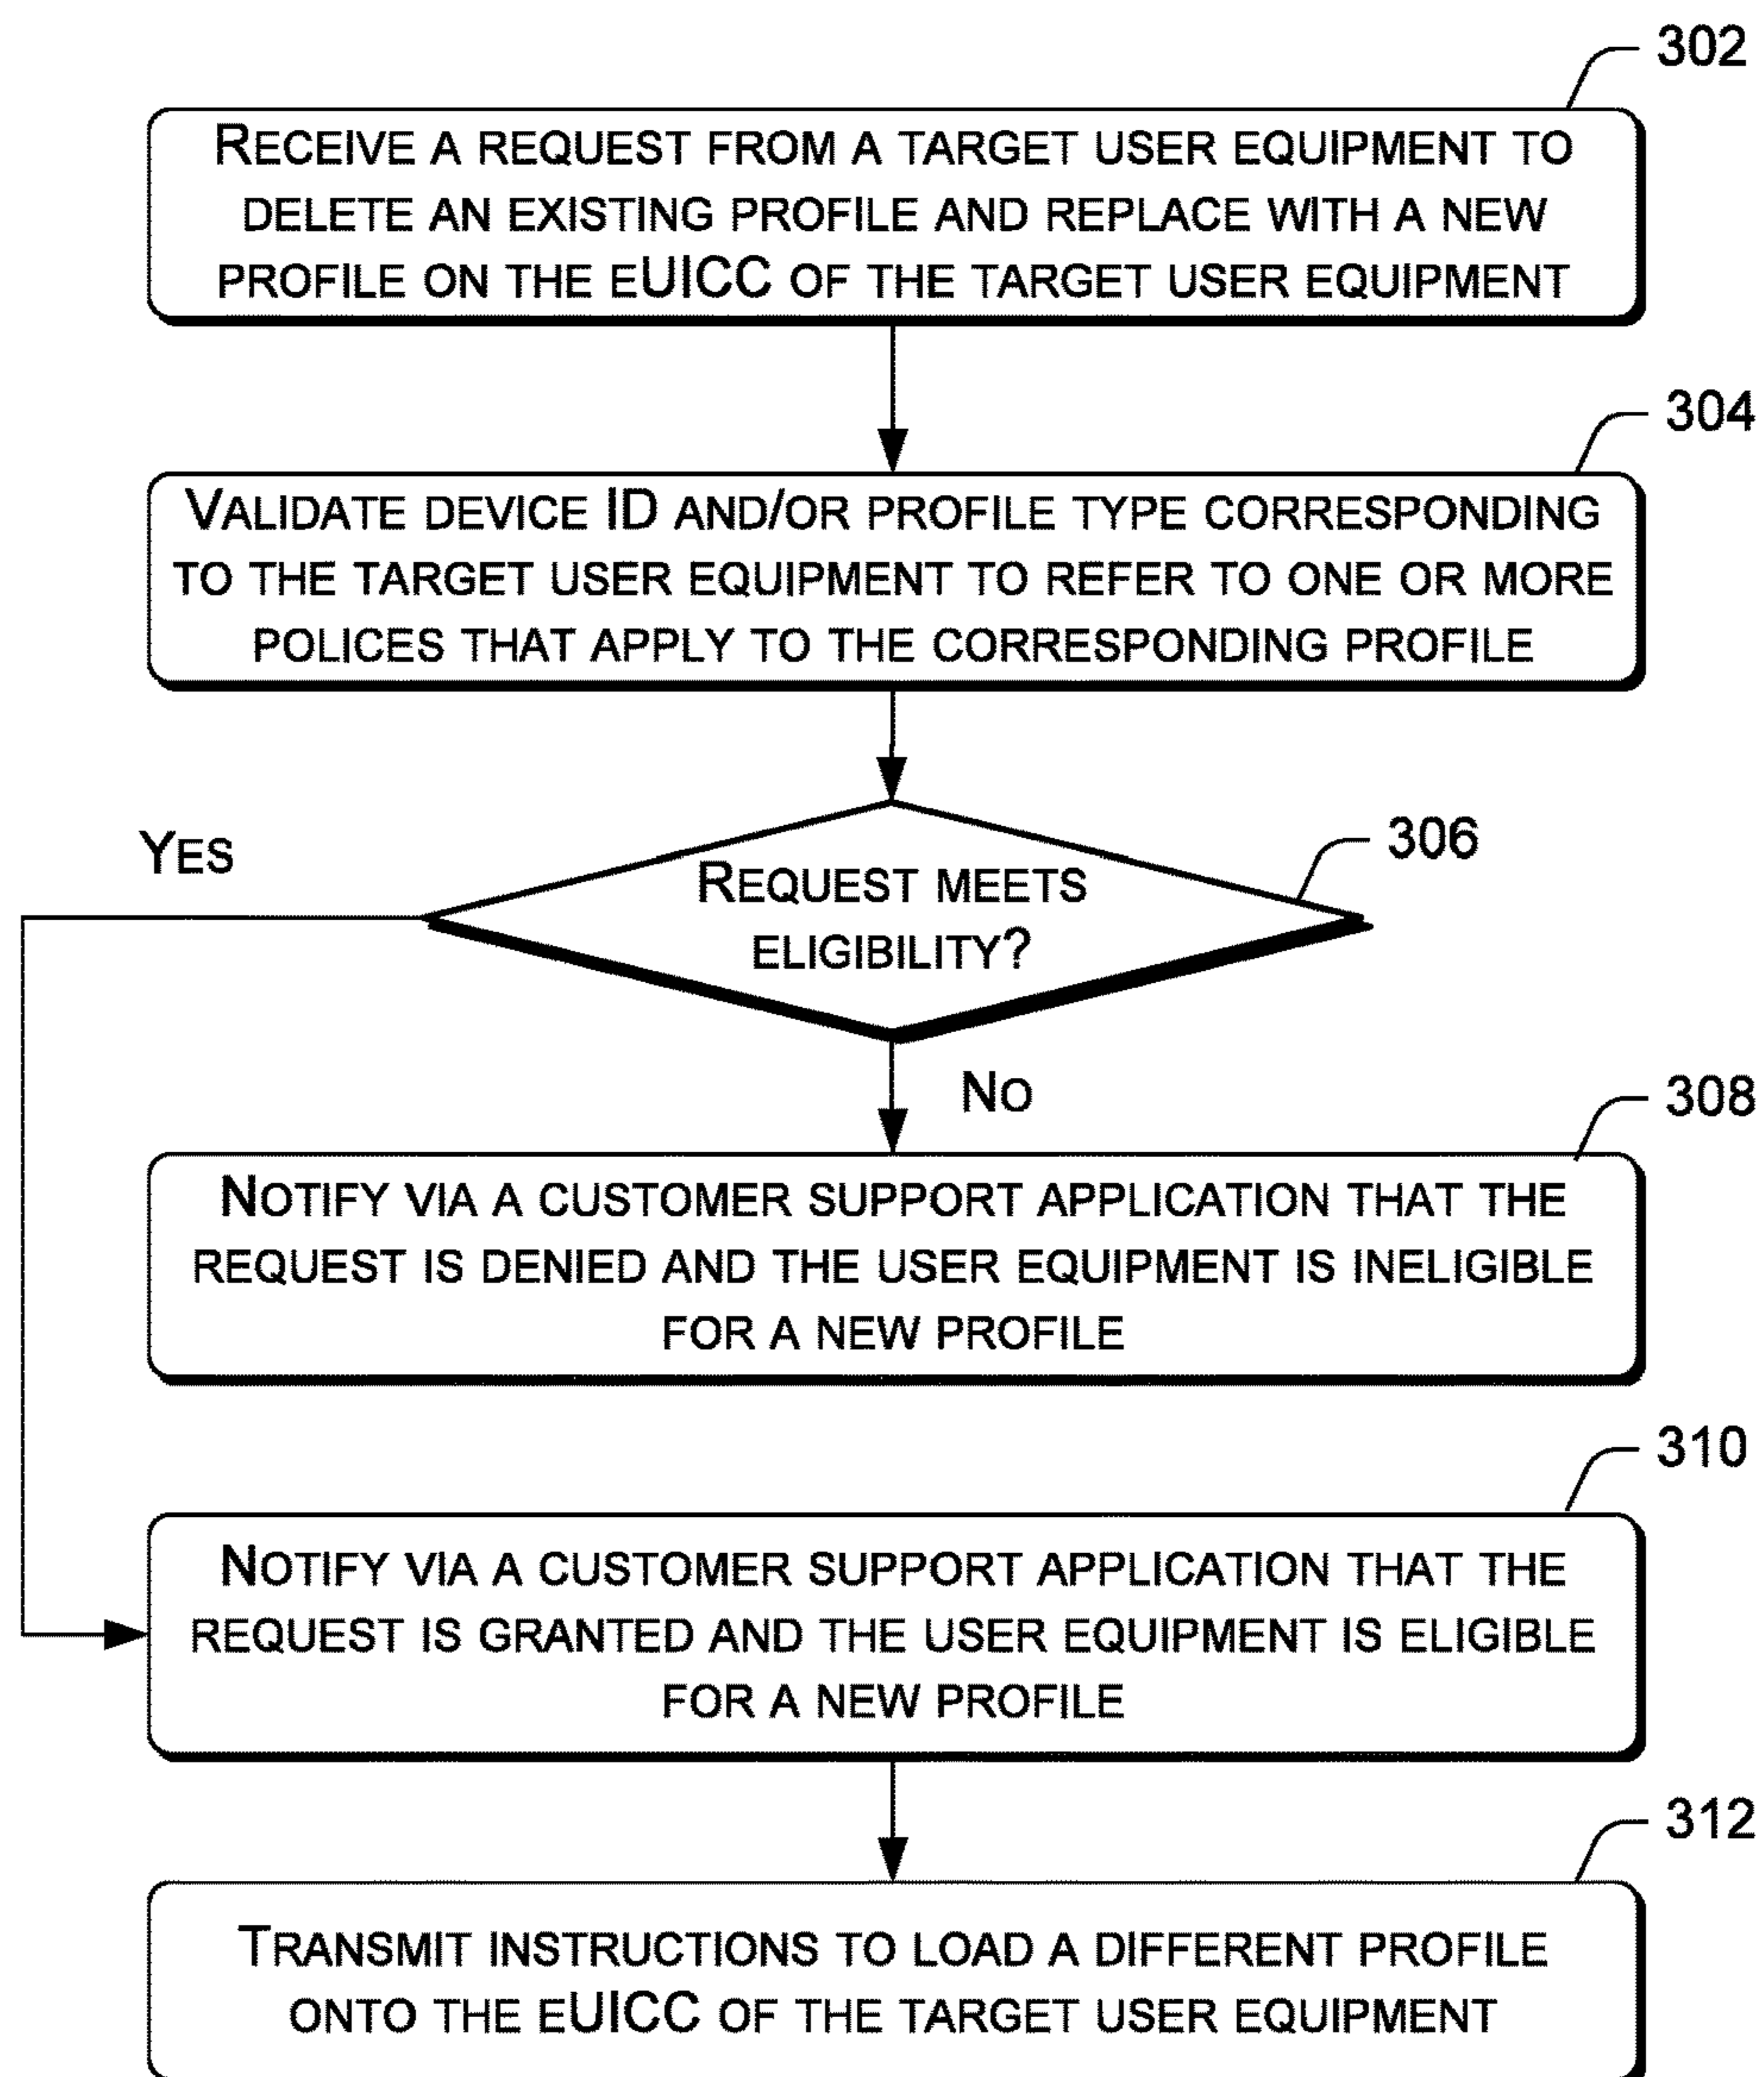 302
RECEIVE A REQUEST FROM A TARGET USER EQUIPMENT TO
DELETE AN EXISTING PROFILE AND REPLACE WITH A NEW
PROFILE ON THE EUICC OF THE TARGET USER EQUIPMENT
304
VALIDATE DEVICE ID AND/OR PROFILE TYPE CORRESPONDING
TO THE TARGET USER EQUIPMENT TO REFER TO ONE OR MORE
POLICES THAT APPLY TO THE CORRESPONDING PROFILE
YES
306
REQUEST MEETS
ELIGIBILITY?
NO
308
NOTIFY VIA A CUSTOMER SUPPORT APPLICATION THAT THE
REQUEST IS DENIED AND THE USER EQUIPMENT IS INELIGIBLE
FOR A NEW PROFILE
310
NOTIFY VIA A CUSTOMER SUPPORT APPLICATION THAT THE
REQUEST IS GRANTED AND THE USER EQUIPMENT IS ELIGIBLE
FOR A NEW PROFILE
312
TRANSMIT INSTRUCTIONS TO LOAD A DIFFERENT PROFILE
ONTO THE EUICC OF THE TARGET USER EQUIPMENT